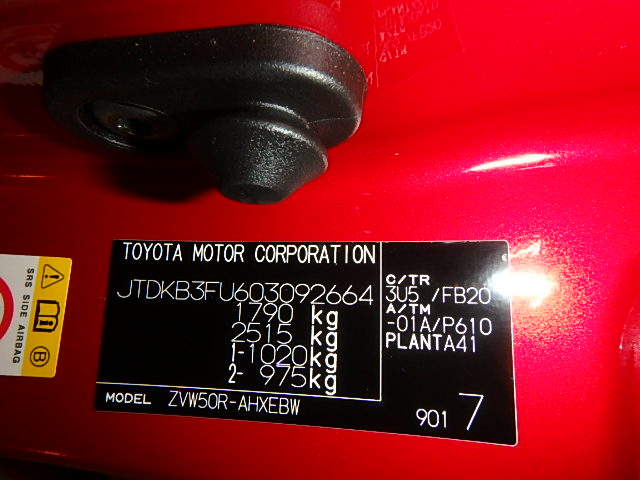 TOYOTA MOTOR CORPORATION
JTDKB3FU603092664
1790 kg
2515 kg
1-1020kg
2- 975kg
MODEL ZVW50R-AHXEBW
C/TR
3U5 /FB20
A/TM
-01A/P610
PLANTA41
901 7
SRS SIDE AIRBAG
B